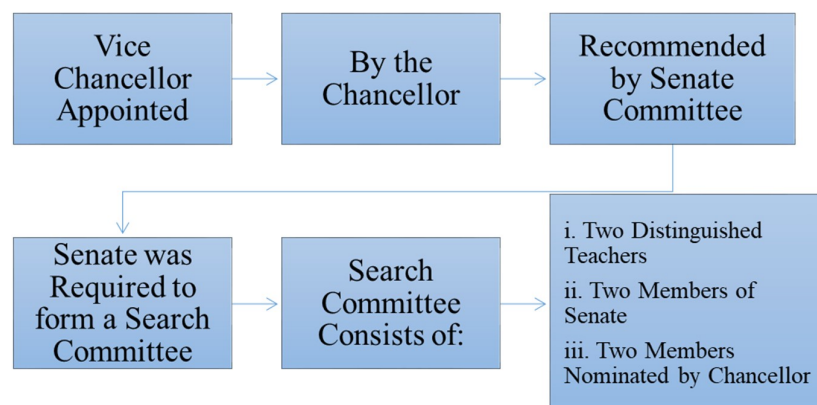 Vice
Chancellor
Appointed
By the
Chancellor
Recommended
by Senate
Committee
Senate was
Required to
form a Search
Committee
Search
Committee
Consists of:
i. Two Distinguished
Teachers
ii. Two Members of
Senate
iii. Two Members
Nominated by Chancellor